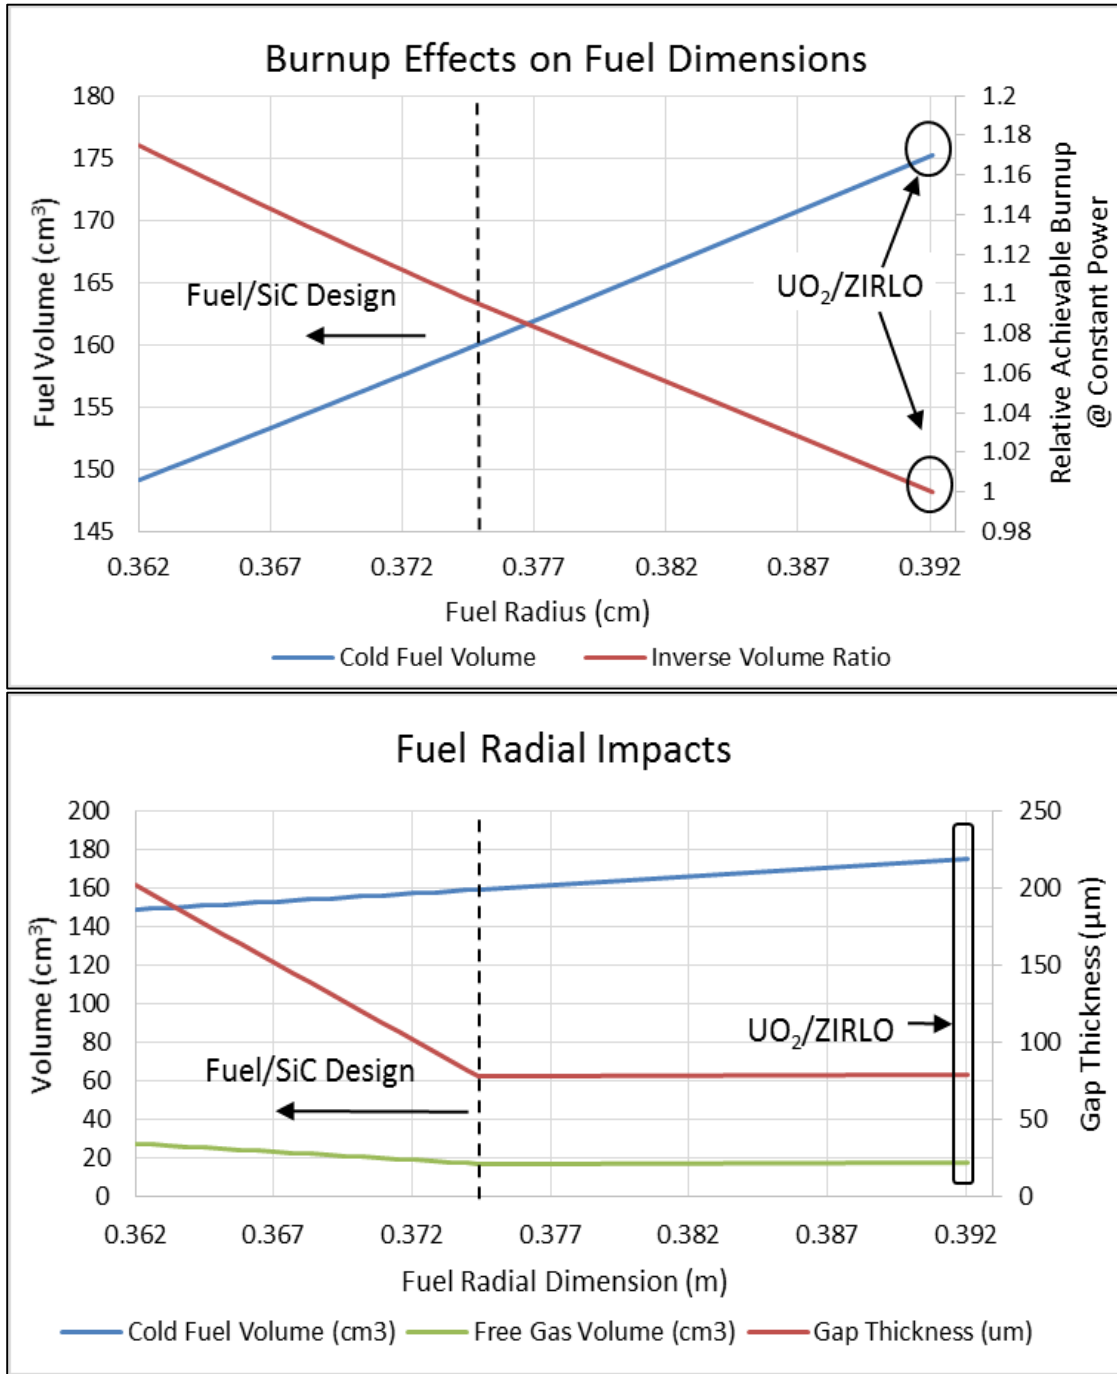 Burnup Effects on Fuel Dimensions
180
175
170
165
160
155
150
145
Fuel Volume (cm³)
1.2
1.18
1.16
1.14
1.12
1.1
1.08
1.06
1.04
1.02
1
0.98
Relative Achievable Burnup
@ Constant Power
Fuel/SiC Design
UO₂/ZIRLO
0.362 0.367 0.372 0.377 0.382 0.387 0.392
Fuel Radius (cm)
Cold Fuel Volume Inverse Volume Ratio
Fuel Radial Impacts
200
180
160
140
120
100
80
60
40
20
0
Volume (cm³)
250
200
150
100
50
0
Gap Thickness (µm)
UO₂/ZIRLO
Fuel/SiC Design
0.362 0.367 0.372 0.377 0.382 0.387 0.392
Fuel Radial Dimension (m)
Cold Fuel Volume (cm3) Free Gas Volume (cm3) Gap Thickness (um)